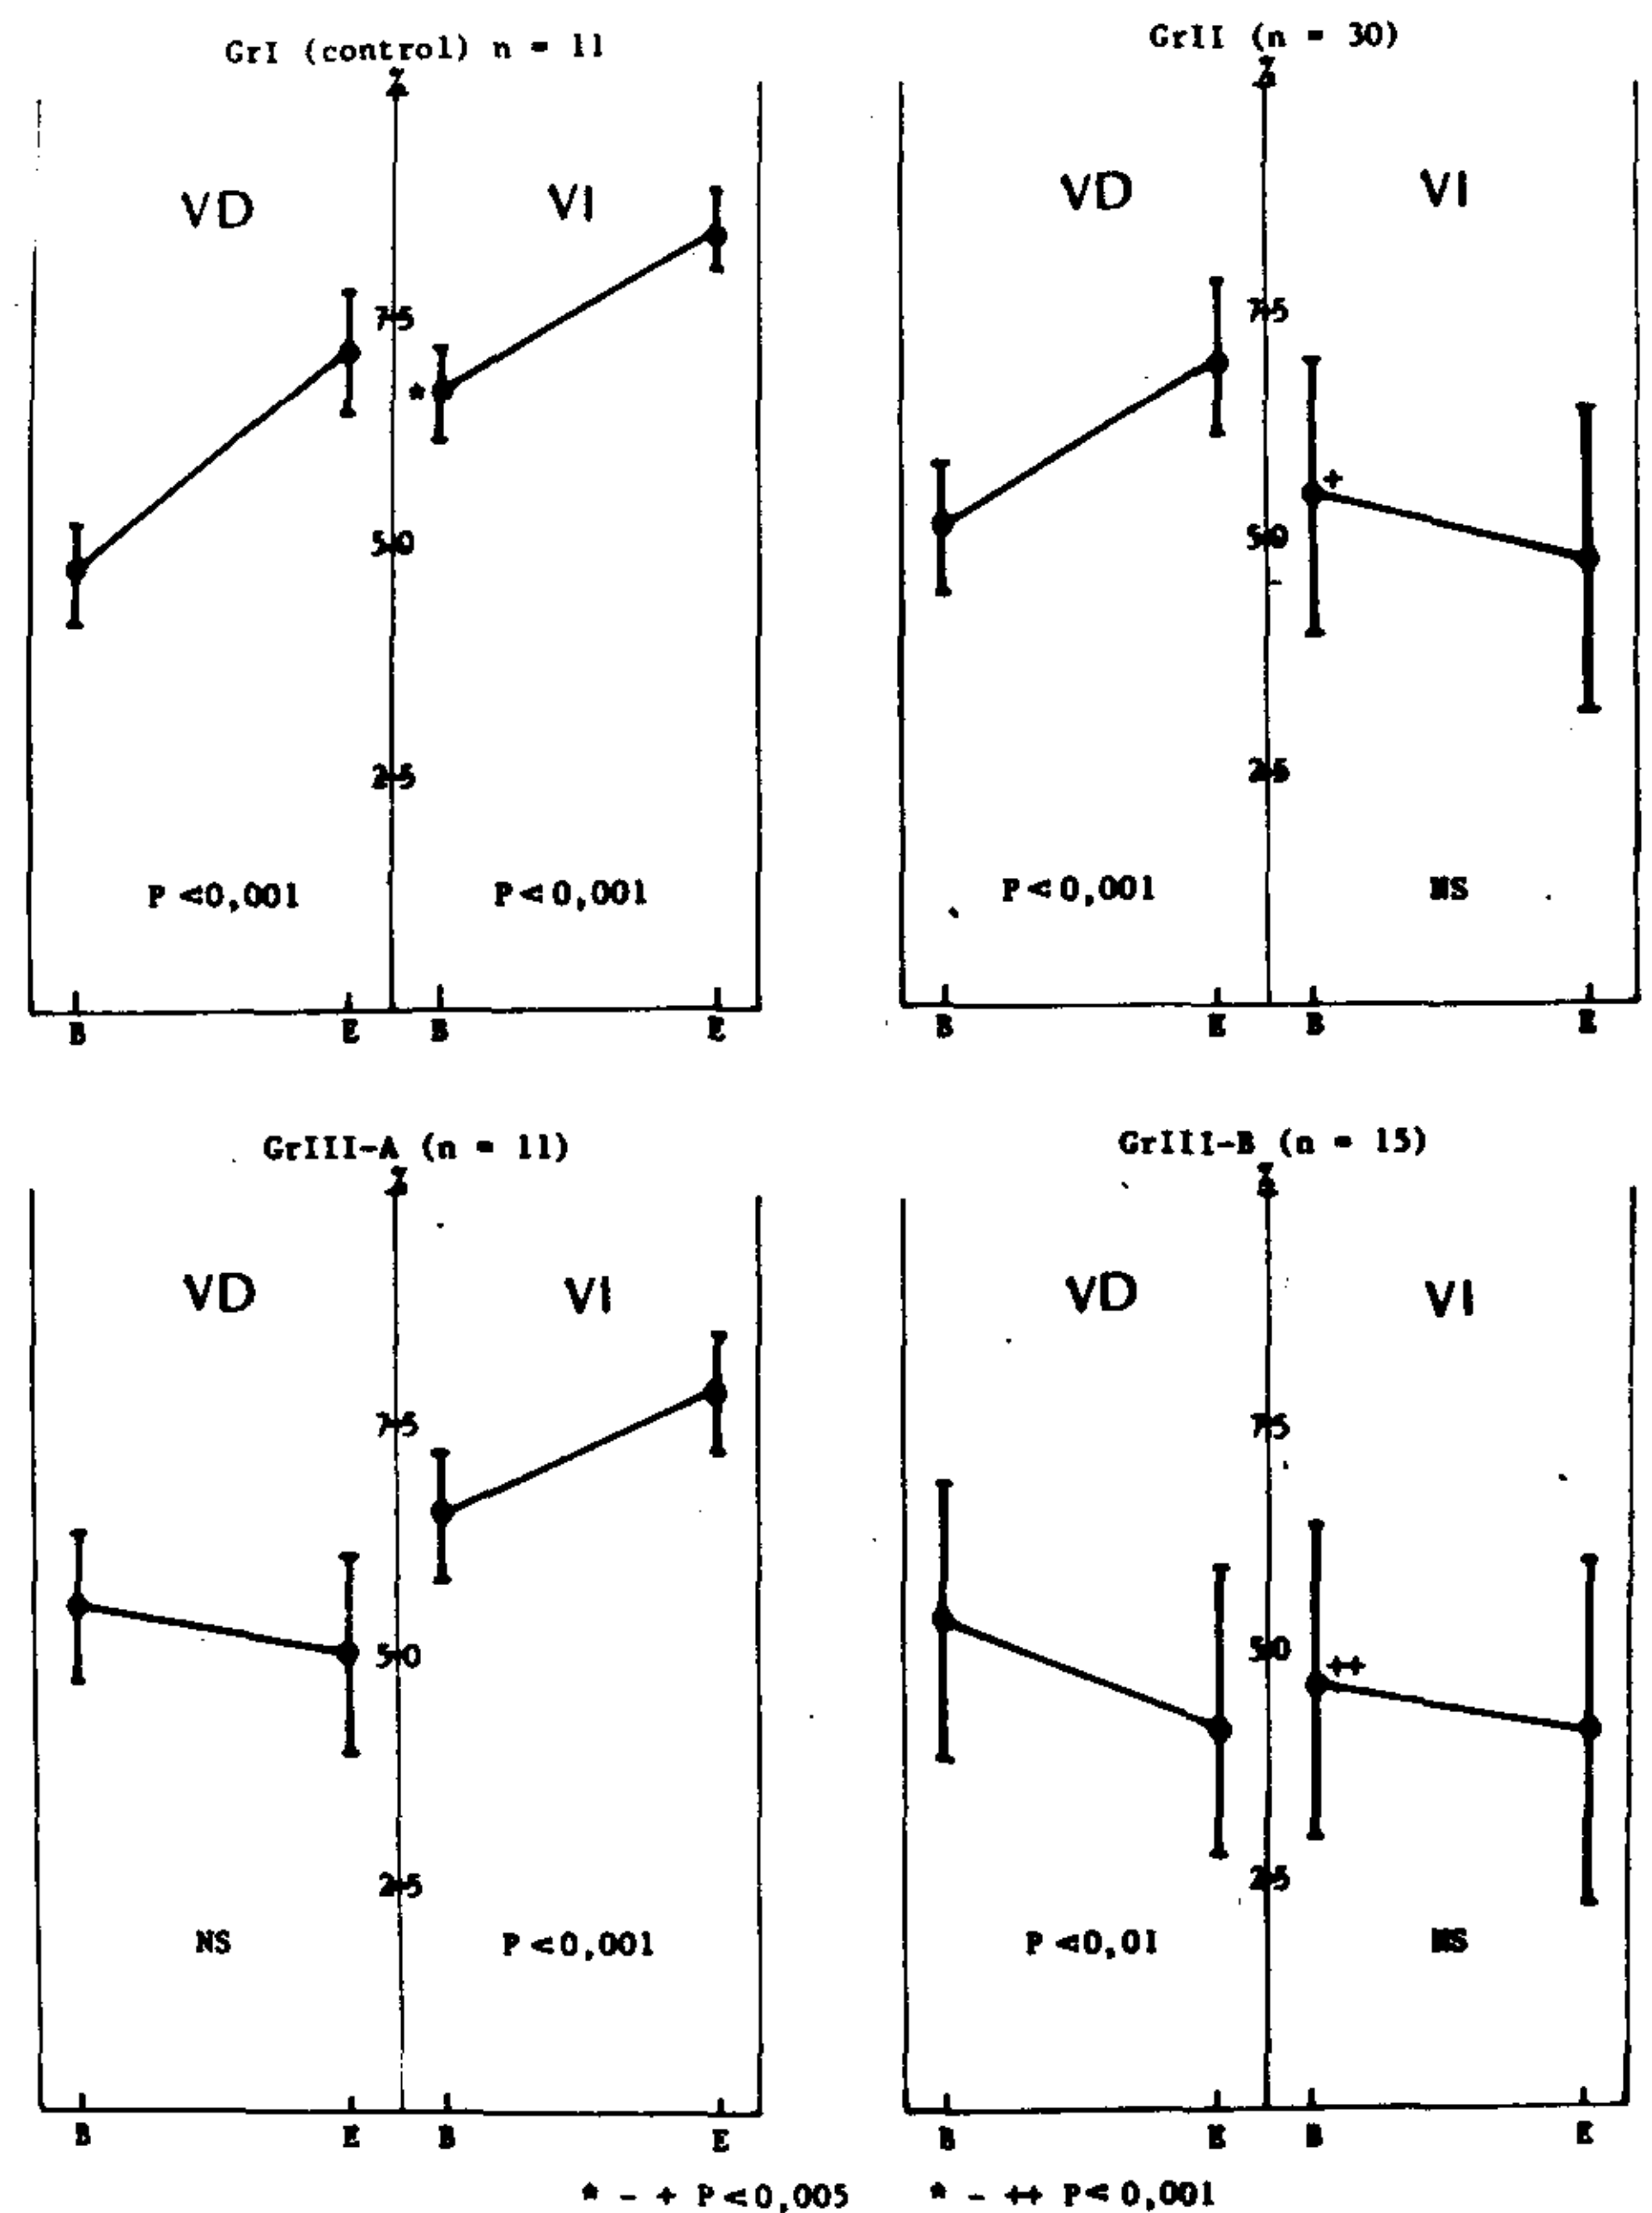 GrI (control) n = 11
%
VD
VI
75
*
50
25
P <0,001
P< 0,001
B
E
B
E
GrII (n = 30)
%
VD
VI
75
+
50
25
P< 0,001
NS
B
E
B
E
GrIII-A (n = 11)
%
VD
VI
75
50
25
NS
P <0,001
B
E
B
E
GrIII-B (n = 15)
%
VD
VI
75
50
++
25
P <0,01
NS
B
E
B
E
* - + P <0,005 * - ++ P< 0,001